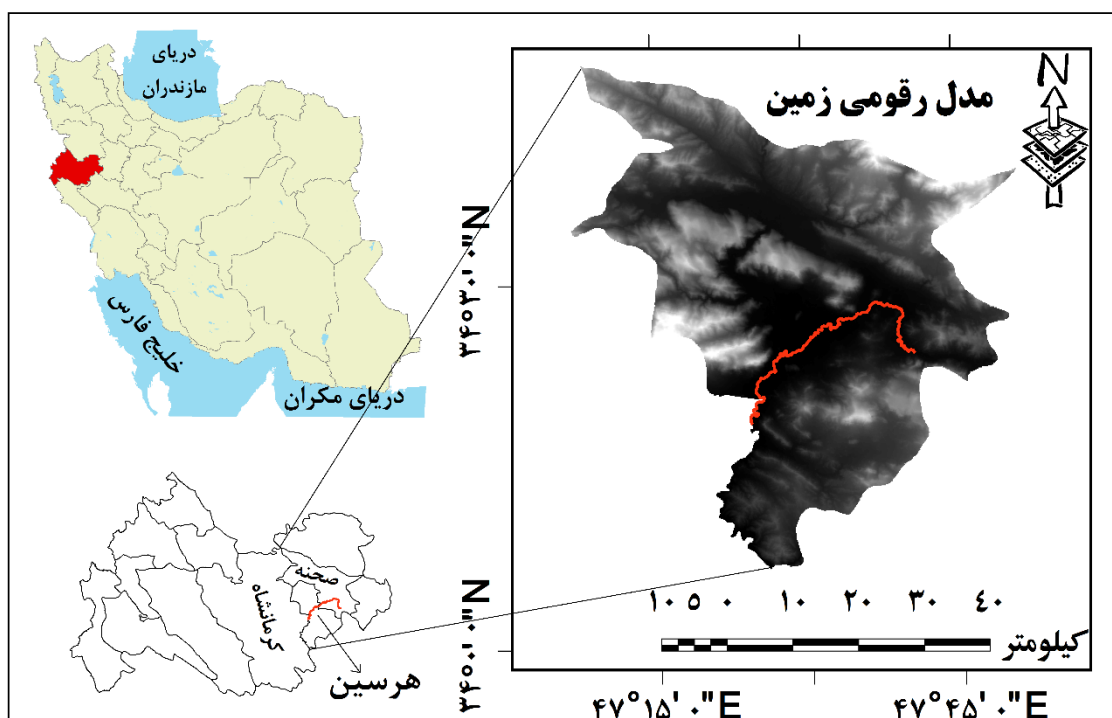 دریای
مازندران
خلیج فارس
دریای مکران
مدل رقومی زمین
N
۳۴°۳۰'۰"N
۳۴°۰'۰"N
صحنه
کرمانشاه
هرسین
۱۰ ۵ ۰ ۱۰ ۲۰ ۳۰ ۴۰
کیلومتر
۴۷°۱۵'۰"E ۴۷°۴۵'۰"E